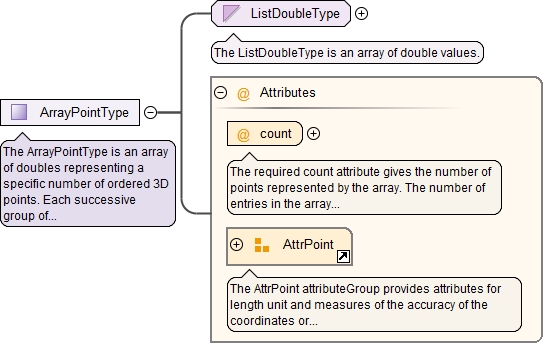 ListDoubleType
The ListDoubleType is an array of double values.
ArrayPointType
The ArrayPointType is an array
of doubles representing a
specific number of ordered 3D
points. Each successive
group of...
@ Attributes
@ count
The required count attribute gives the number of
points represented by the array. The number of
entries in the array...
AttrPoint
The AttrPoint attributeGroup provides attributes for
length unit and measures of the accuracy of the
coordinates or...